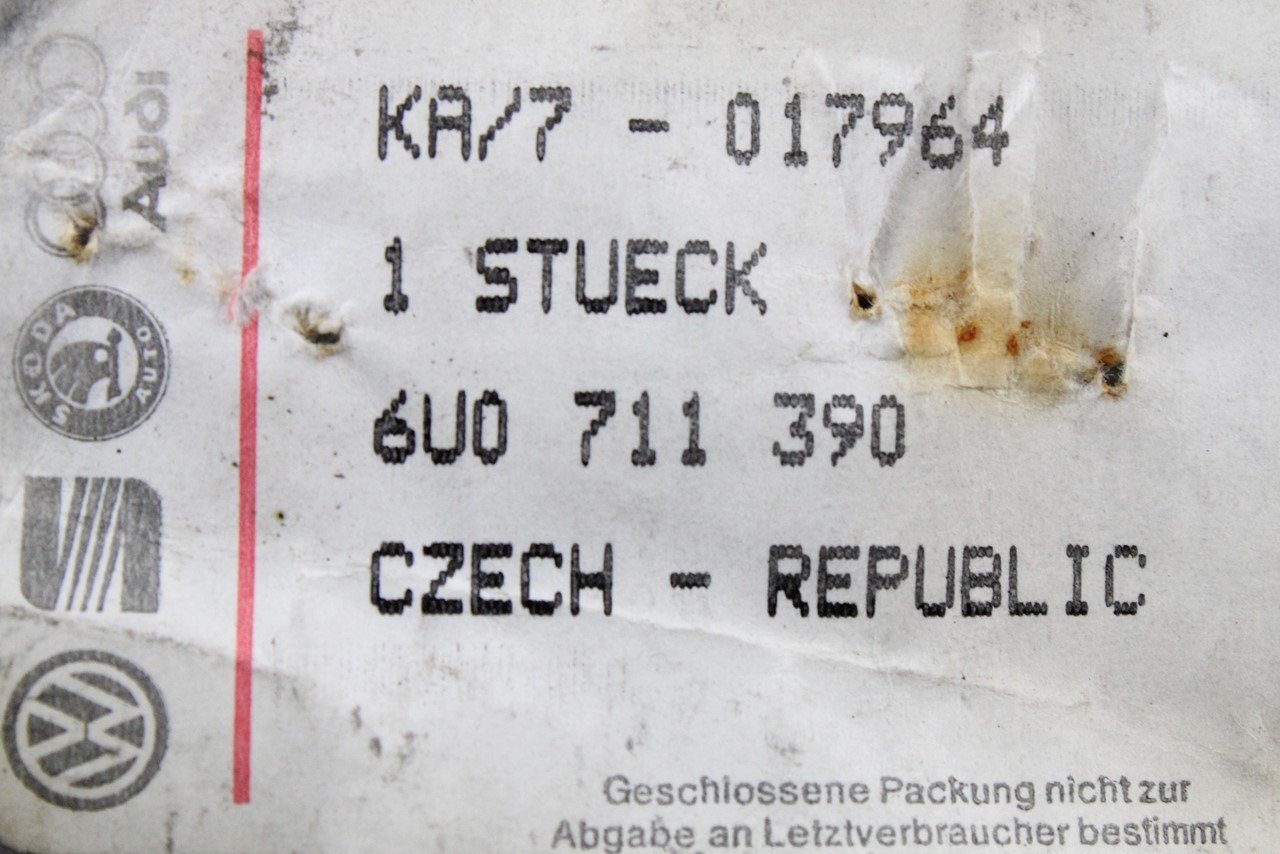 KA/7 - 017964
1 STUECK
6U0 711 390
CZECH - REPUBLIC
Geschlossene Packung nicht zur
Abgabe an Letztverbraucher bestimmt
Audi
SKODA AUTO